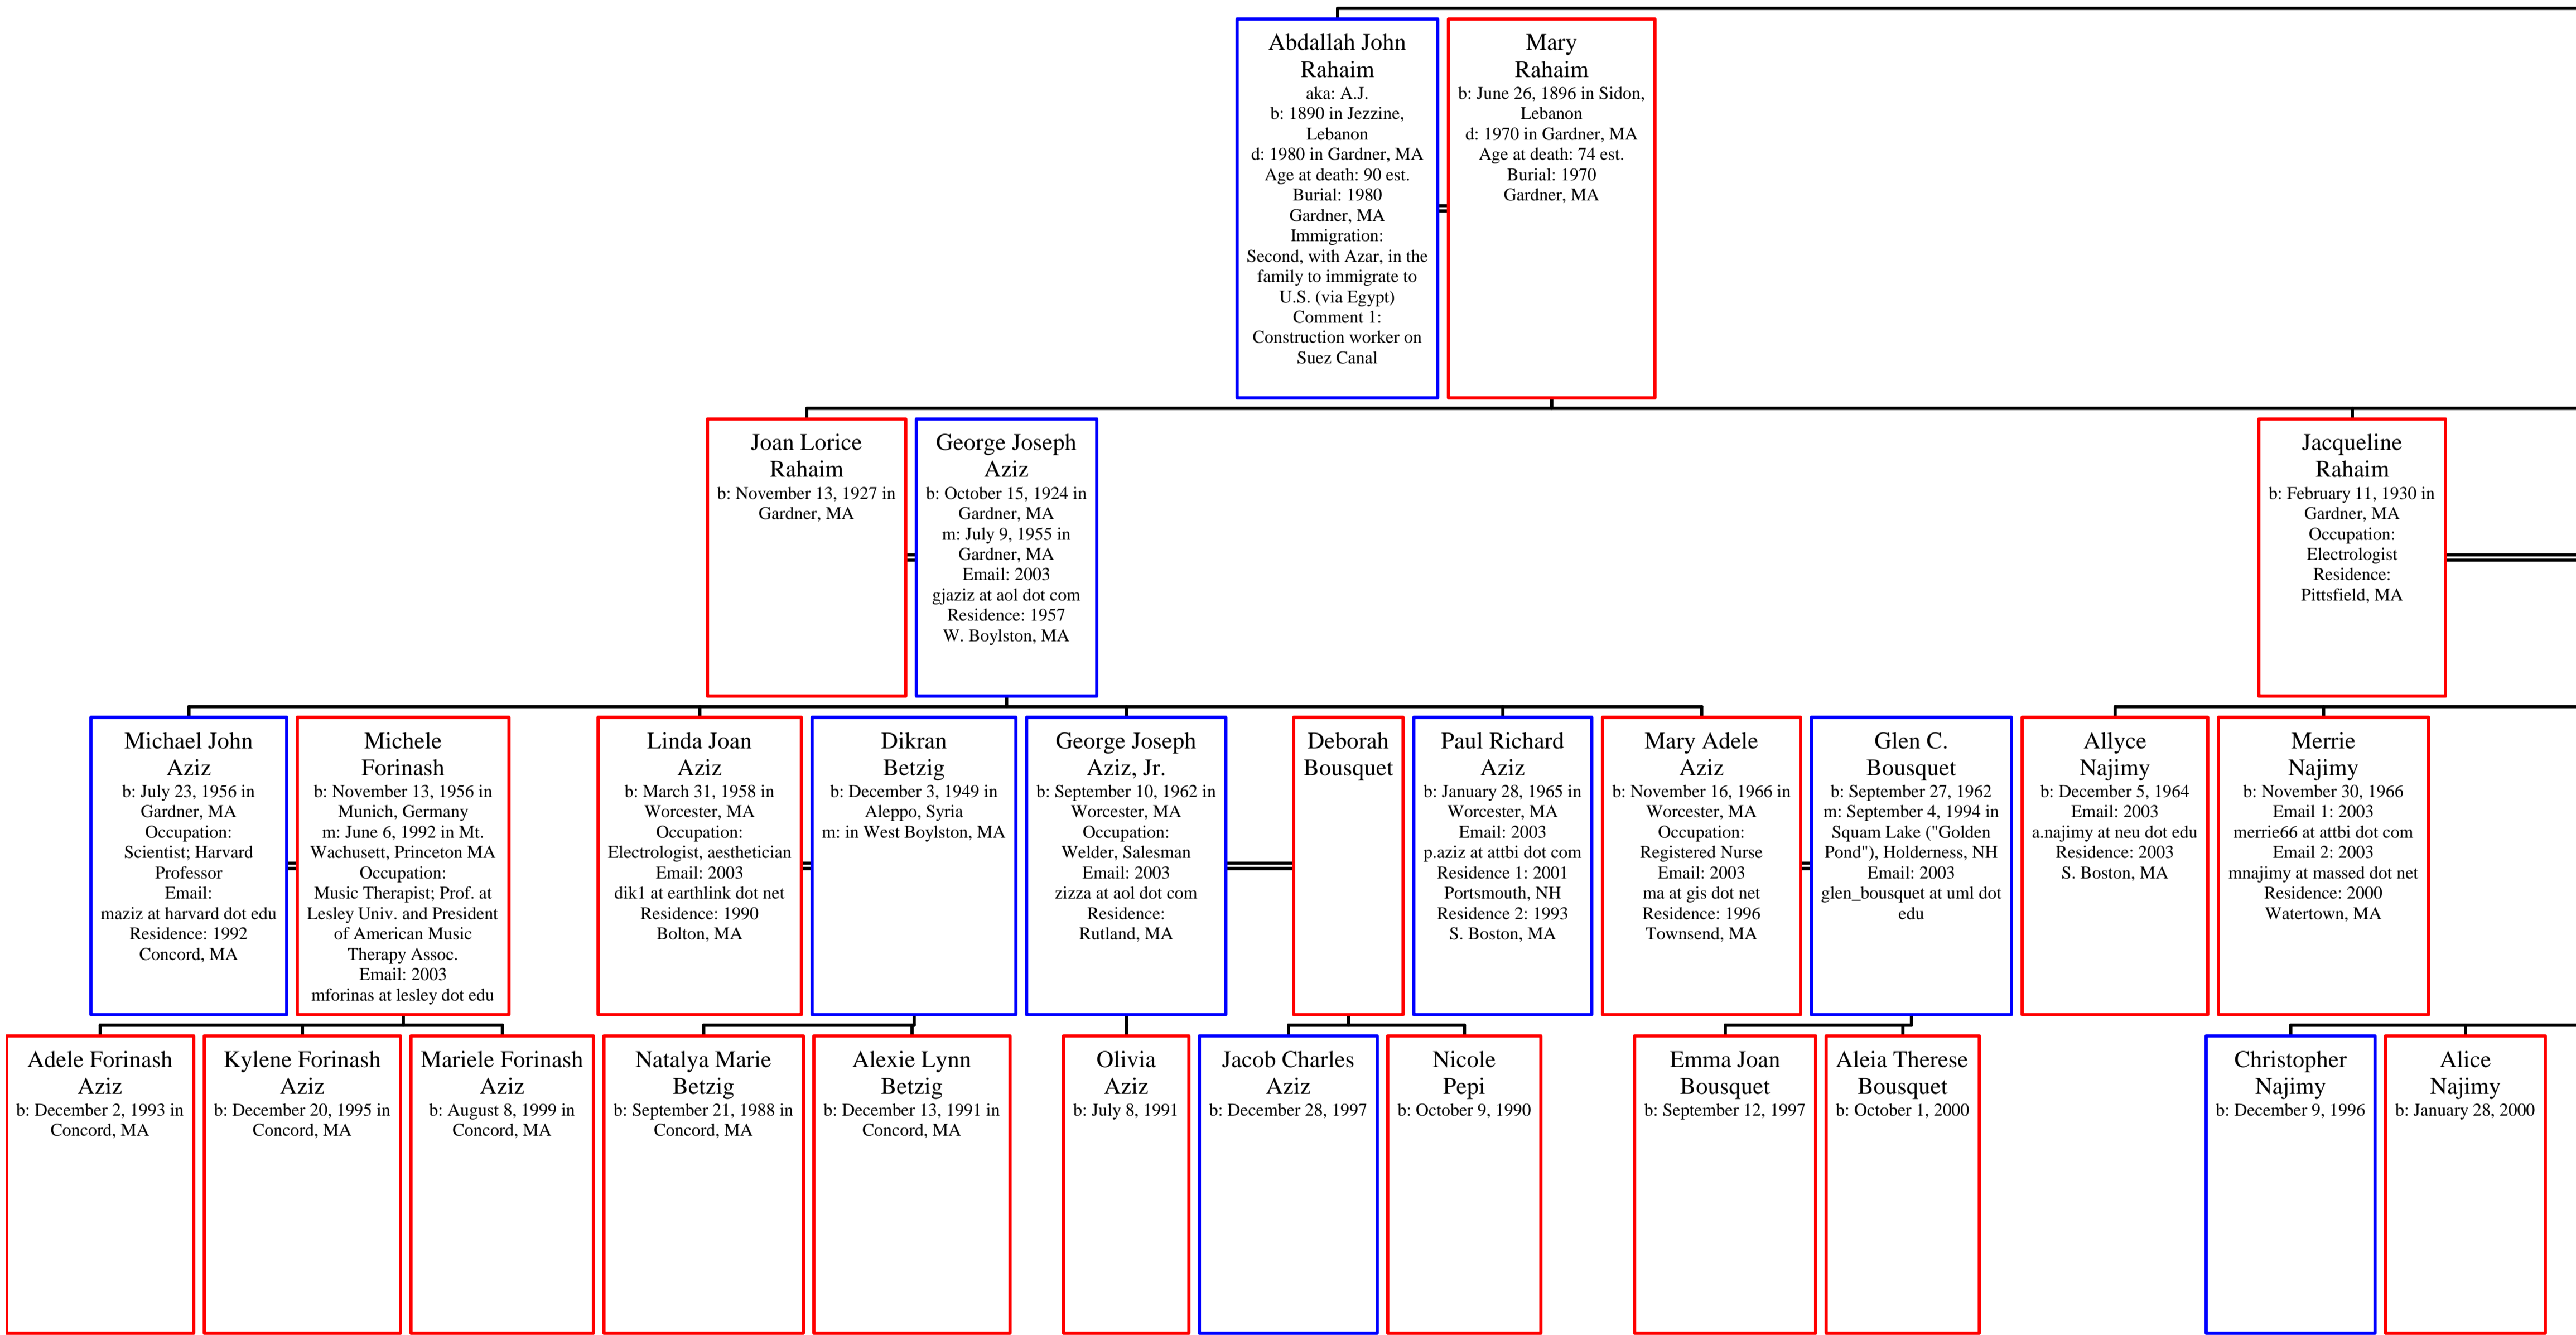 Abdallah John
Rahaim
aka: A.J.
b: 1890 in Jezzine,
Lebanon
d: 1980 in Gardner, MA
Age at death: 90 est.
Burial: 1980
Gardner, MA
Immigration:
Second, with Azar, in the
family to immigrate to
U.S. (via Egypt)
Comment 1:
Construction worker on
Suez Canal
Mary
Rahaim
b: June 26, 1896 in Sidon,
Lebanon
d: 1970 in Gardner, MA
Age at death: 74 est.
Burial: 1970
Gardner, MA
Joan Lorice
Rahaim
b: November 13, 1927 in
Gardner, MA
George Joseph
Aziz
b: October 15, 1924 in
Gardner, MA
m: July 9, 1955 in
Gardner, MA
Email: 2003
gjaziz at aol dot com
Residence: 1957
W. Boylston, MA
Jacqueline
Rahaim
b: February 11, 1930 in
Gardner, MA
Occupation:
Electrologist
Residence:
Pittsfield, MA
Michael John
Aziz
b: July 23, 1956 in
Gardner, MA
Occupation:
Scientist; Harvard
Professor
Email:
maziz at harvard dot edu
Residence: 1992
Concord, MA
Michele
Forinash
b: November 13, 1956 in
Munich, Germany
m: June 6, 1992 in Mt.
Wachusett, Princeton MA
Occupation:
Music Therapist; Prof. at
Lesley Univ. and President
of American Music
Therapy Assoc.
Email: 2003
mforinas at lesley dot edu
Linda Joan
Aziz
b: March 31, 1958 in
Worcester, MA
Occupation:
Electrologist, aesthetician
Email: 2003
dik1 at earthlink dot net
Residence: 1990
Bolton, MA
Dikran
Betzig
b: December 3, 1949 in
Aleppo, Syria
m: in West Boylston, MA
George Joseph
Aziz, Jr.
b: September 10, 1962 in
Worcester, MA
Occupation:
Welder, Salesman
Email: 2003
zizza at aol dot com
Residence:
Rutland, MA
Deborah
Bousquet
Paul Richard
Aziz
b: January 28, 1965 in
Worcester, MA
Email: 2003
p.aziz at attbi dot com
Residence 1: 2001
Portsmouth, NH
Residence 2: 1993
S. Boston, MA
Mary Adele
Aziz
b: November 16, 1966 in
Worcester, MA
Occupation:
Registered Nurse
Email: 2003
ma at gis dot net
Residence: 1996
Townsend, MA
Glen C.
Bousquet
b: September 27, 1962
m: September 4, 1994 in
Squam Lake ("Golden
Pond"), Holderness, NH
Email: 2003
glen_bousquet at uml dot
edu
Allyce
Najimy
b: December 5, 1964
Email: 2003
a.najimy at neu dot edu
Residence: 2003
S. Boston, MA
Merrie
Najimy
b: November 30, 1966
Email 1: 2003
merrie66 at attbi dot com
Email 2: 2003
mnajimy at massed dot net
Residence: 2000
Watertown, MA
Adele Forinash
Aziz
b: December 2, 1993 in
Concord, MA
Kylene Forinash
Aziz
b: December 20, 1995 in
Concord, MA
Mariele Forinash
Aziz
b: August 8, 1999 in
Concord, MA
Natalya Marie
Betzig
b: September 21, 1988 in
Concord, MA
Alexie Lynn
Betzig
b: December 13, 1991 in
Concord, MA
Olivia
Aziz
b: July 8, 1991
Jacob Charles
Aziz
b: December 28, 1997
Nicole
Pepi
b: October 9, 1990
Emma Joan
Bousquet
b: September 12, 1997
Aleia Therese
Bousquet
b: October 1, 2000
Christopher
Najimy
b: December 9, 1996
Alice
Najimy
b: January 28, 2000